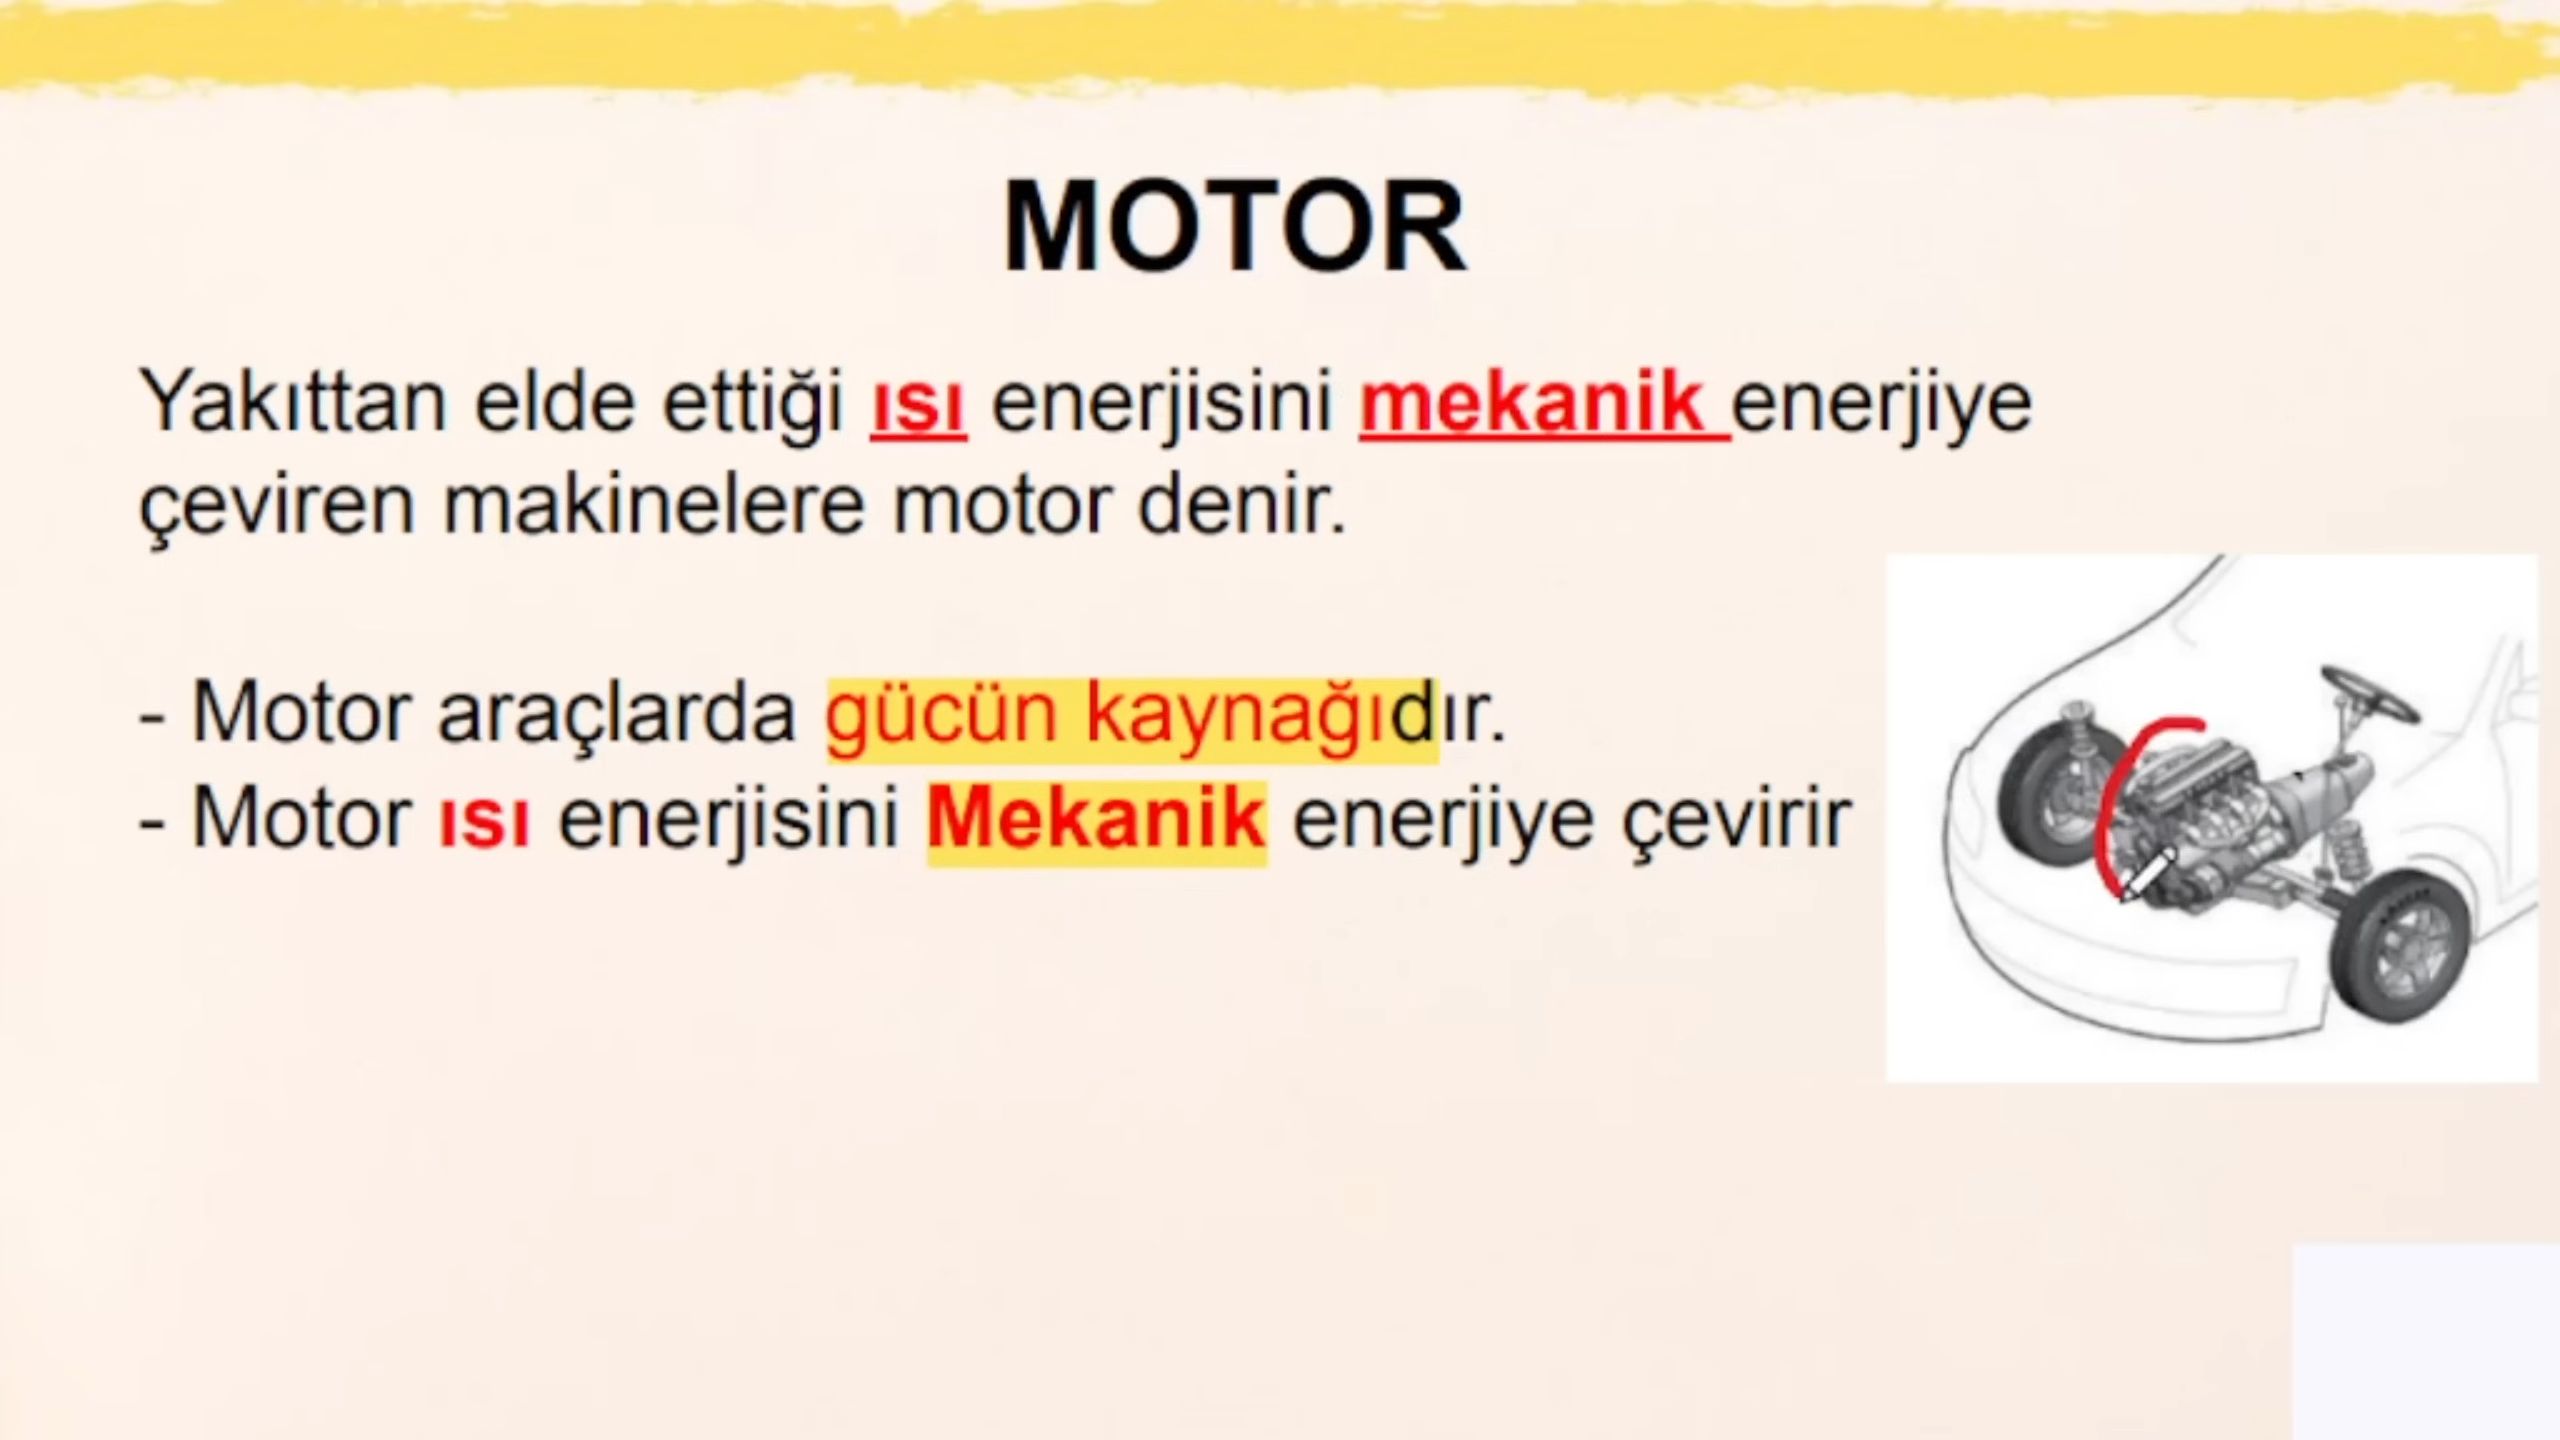 MOTOR
Yakıttan elde ettiği ısı enerjisini mekanik enerjiye
çeviren makinelere motor denir.
- Motor araçlarda gücün kaynağıdır.
- Motor ısı enerjisini Mekanik enerjiye çevirir